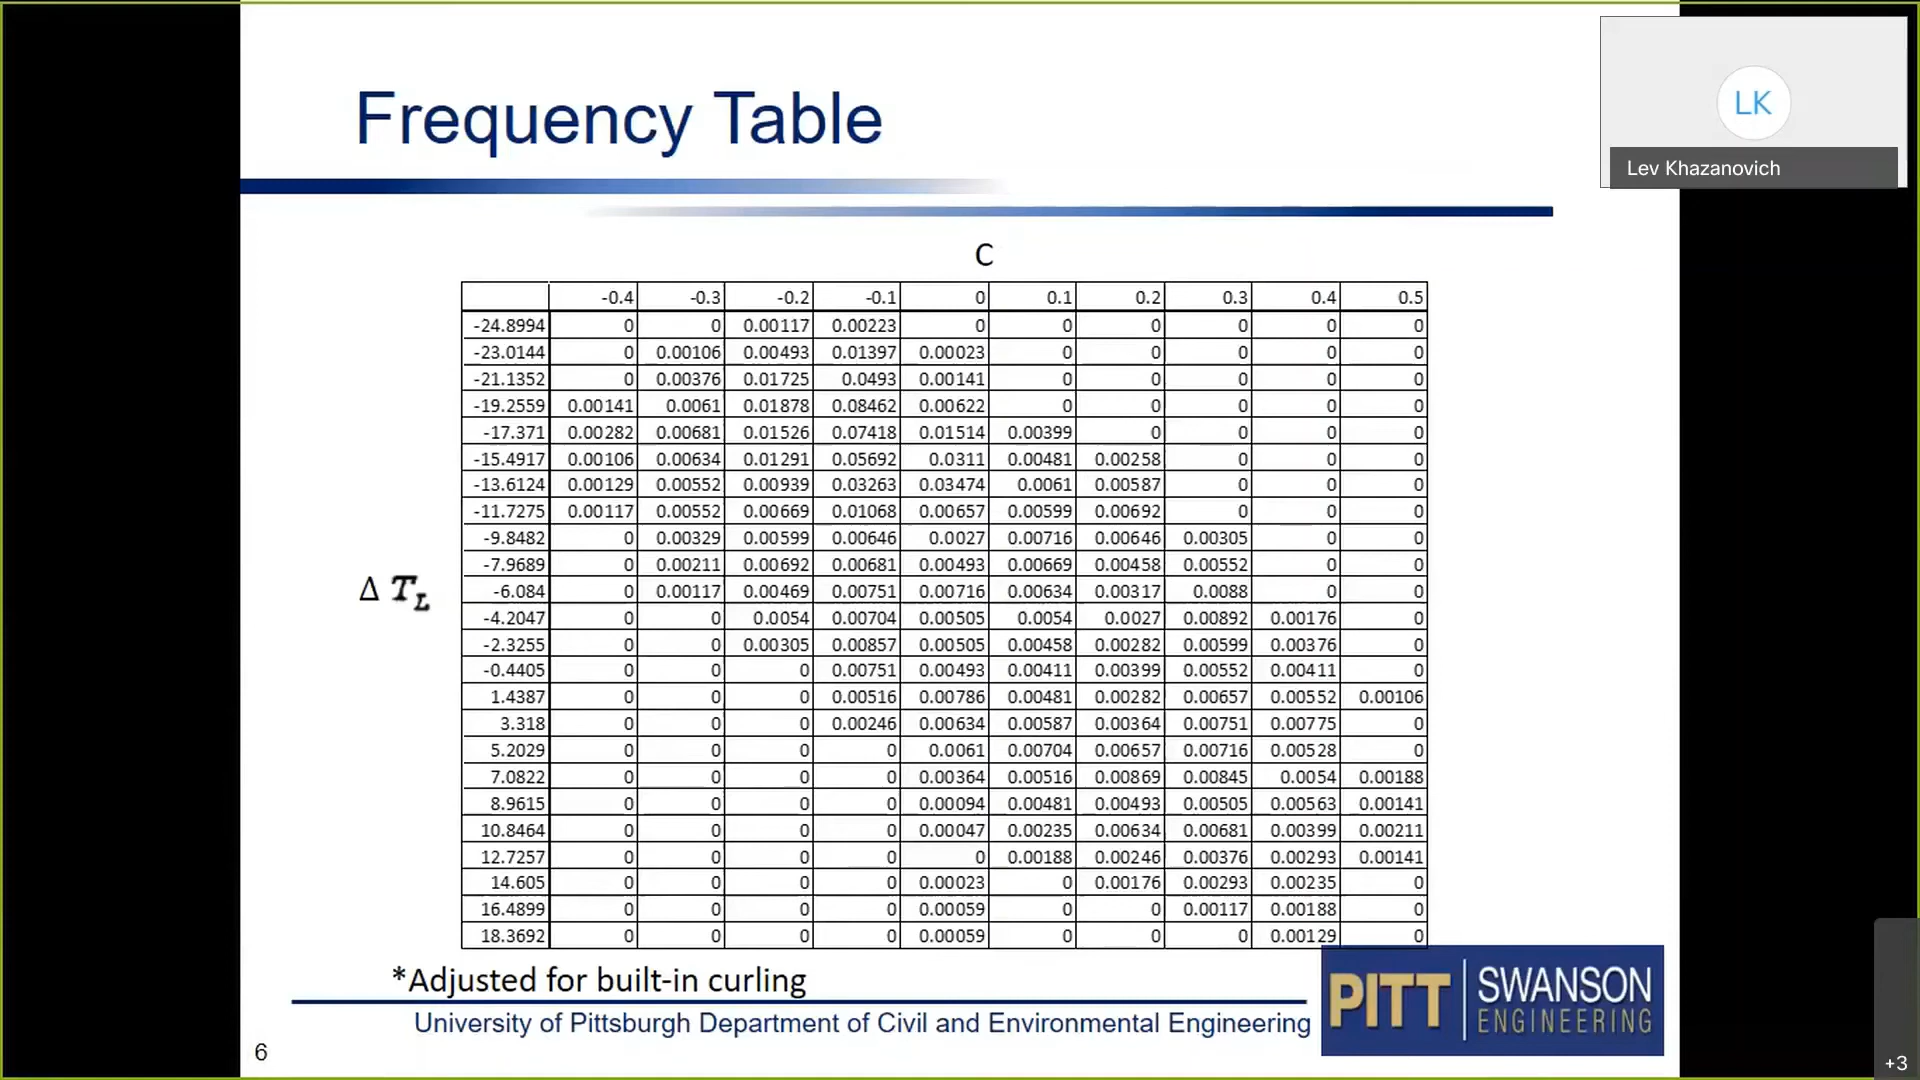 Frequency Table
LK
Lev Khazanovich
C
-0.4 -0.3 -0.2 -0.1 0 0.1 0.2 0.3 0.4 0.5
-24.8994 0 0 0.00117 0.00223 0 0 0 0 0 0
-23.0144 0 0.00106 0.00493 0.01397 0.00023 0 0 0 0 0
-21.1352 0 0.00376 0.01725 0.0493 0.00141 0 0 0 0 0
-19.2559 0.00141 0.0061 0.01878 0.08462 0.00622 0 0 0 0 0
-17.371 0.00282 0.00681 0.01526 0.07418 0.01514 0.00399 0 0 0 0
-15.4917 0.00106 0.00634 0.01291 0.05692 0.0311 0.00481 0.00258 0 0 0
-13.6124 0.00129 0.00552 0.00939 0.03263 0.03474 0.0061 0.00587 0 0 0
-11.7275 0.00117 0.00552 0.00669 0.01068 0.00657 0.00599 0.00692 0 0 0
-9.8482 0 0.00329 0.00599 0.00646 0.0027 0.00716 0.00646 0.00305 0 0
-7.9689 0 0.00211 0.00692 0.00681 0.00493 0.00669 0.00458 0.00552 0 0
-6.084 0 0.00117 0.00469 0.00751 0.00716 0.00634 0.00317 0.0088 0 0
-4.2047 0 0 0.0054 0.00704 0.00505 0.0054 0.0027 0.00892 0.00176 0
-2.3255 0 0 0.00305 0.00857 0.00505 0.00458 0.00282 0.00599 0.00376 0
-0.4405 0 0 0 0.00751 0.00493 0.00411 0.00399 0.00552 0.00411 0
1.4387 0 0 0 0.00516 0.00786 0.00481 0.00282 0.00657 0.00552 0.00106
3.318 0 0 0 0.00246 0.00634 0.00587 0.00364 0.00751 0.00775 0
5.2029 0 0 0 0 0.0061 0.00704 0.00657 0.00716 0.00528 0
7.0822 0 0 0 0 0.00364 0.00516 0.00869 0.00845 0.0054 0.00188
8.9615 0 0 0 0 0.00094 0.00481 0.00493 0.00505 0.00563 0.00141
10.8464 0 0 0 0 0.00047 0.00235 0.00634 0.00681 0.00399 0.00211
12.7257 0 0 0 0 0 0.00188 0.00246 0.00376 0.00293 0.00141
14.605 0 0 0 0 0.00023 0 0.00176 0.00293 0.00235 0
16.4899 0 0 0 0 0.00059 0 0 0.00117 0.00188 0
18.3692 0 0 0 0 0.00059 0 0 0 0.00129 0
Δ T_L
*Adjusted for built-in curling
University of Pittsburgh Department of Civil and Environmental Engineering
PITT SWANSON
ENGINEERING
6
+3